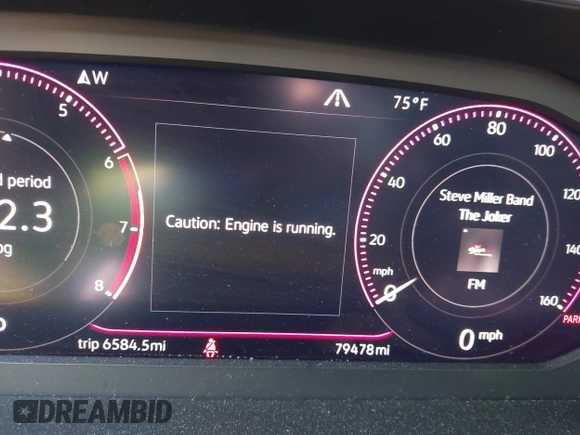 W
75°F
5
6
7
8
period
2.3
Caution: Engine is running.
0
20
40
60
80
100
120
140
160
mph
Steve Miller Band
The Joker
FM
0 mph
trip 6584.5mi
79478mi
DREAMBID